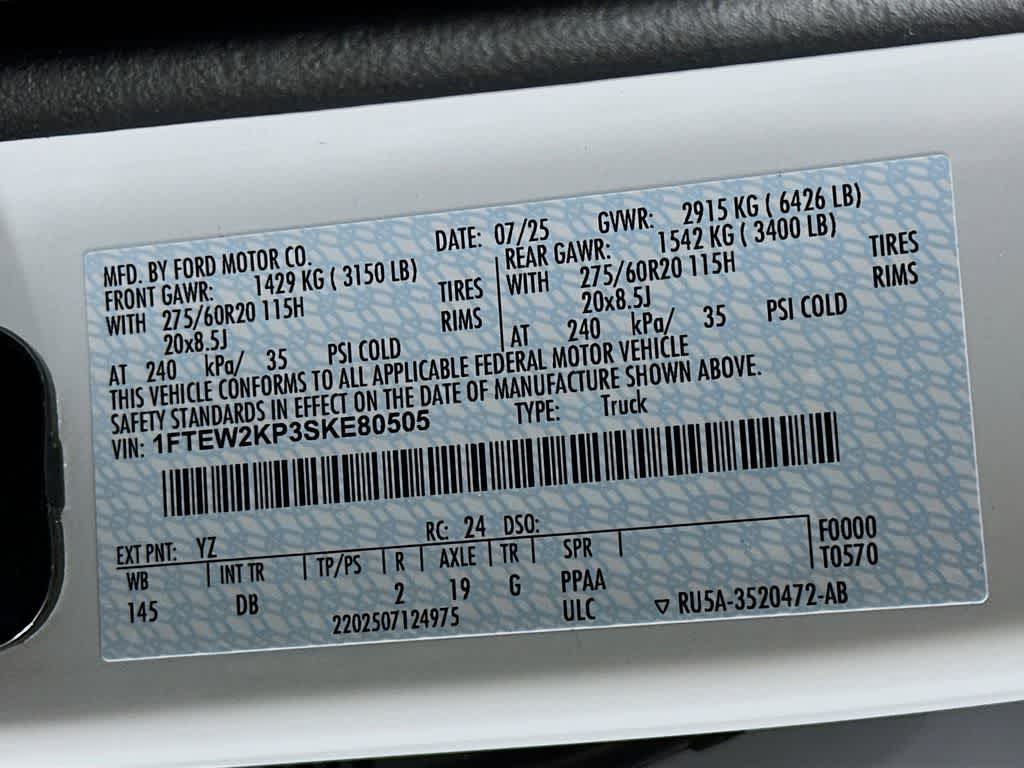 MFD. BY FORD MOTOR CO. DATE: 07/25 GVWR: 2915 KG ( 6426 LB)
FRONT GAWR: 1429 KG ( 3150 LB) REAR GAWR: 1542 KG ( 3400 LB)
WITH 275/60R20 115H TIRES WITH 275/60R20 115H TIRES
20x8.5J RIMS 20x8.5J RIMS
AT 240 kPa/ 35 PSI COLD AT 240 kPa/ 35 PSI COLD
THIS VEHICLE CONFORMS TO ALL APPLICABLE FEDERAL MOTOR VEHICLE
SAFETY STANDARDS IN EFFECT ON THE DATE OF MANUFACTURE SHOWN ABOVE.
VIN: 1FTEW2KP3SKE80505 TYPE: Truck
EXT PNT: YZ RC: 24 DSO: F0000
WB INT TR TP/PS R AXLE TR SPR T0570
145 DB 2 19 G PPAA
2202507124975 ULC ▽ RU5A-3520472-AB